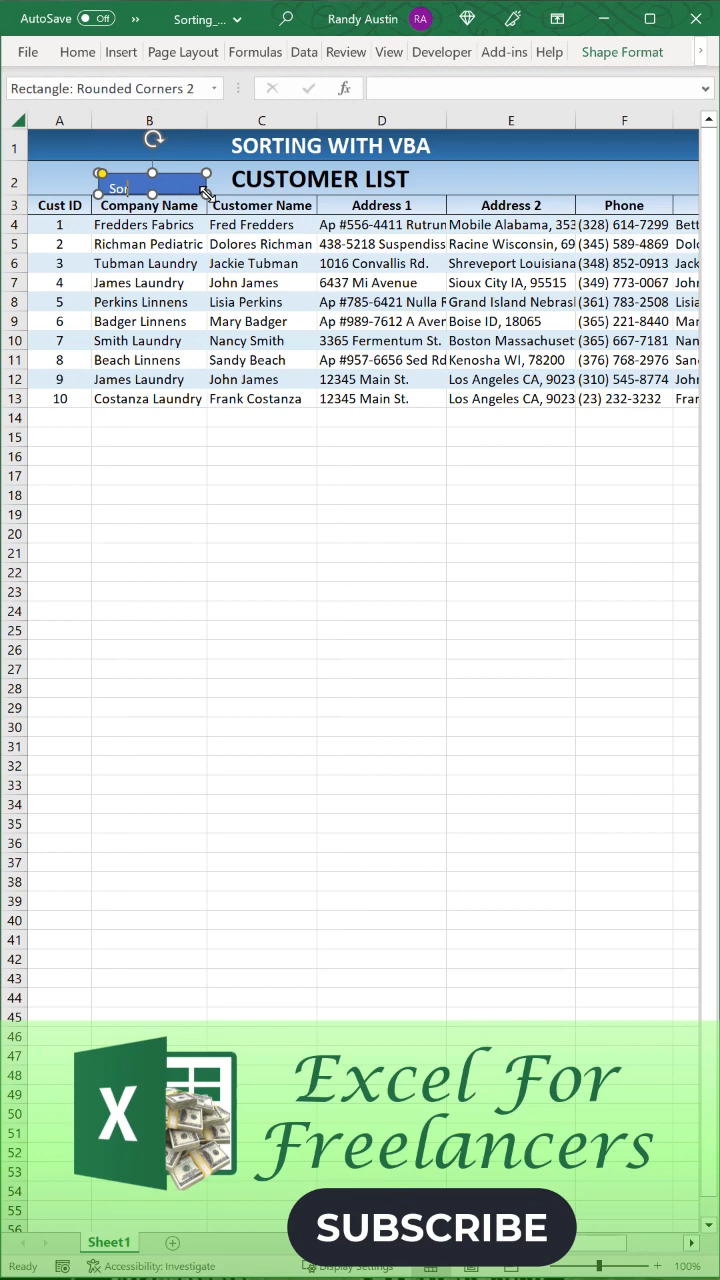 AutoSave Off Sorting_... Randy Austin RA
File Home Insert Page Layout Formulas Data Review View Developer Add-ins Help Shape Format
Rectangle: Rounded Corners 2 fx
A B C D E F
1 SORTING WITH VBA
2 Sor CUSTOMER LIST
3 Cust ID Company Name Customer Name Address 1 Address 2 Phone
4 1 Fredders Fabrics Fred Fredders Ap #556-4411 Rutrun Mobile Alabama, 353 (328) 614-7299 Bett
5 2 Richman Pediatric Dolores Richman 438-5218 Suspendiss Racine Wisconsin, 69 (345) 589-4869 Dolo
6 3 Tubman Laundry Jackie Tubman 1016 Convallis Rd. Shreveport Louisiana (348) 852-0913 Jack
7 4 James Laundry John James 6437 Mi Avenue Sioux City IA, 95515 (349) 773-0067 John
8 5 Perkins Linnens Lisia Perkins Ap #785-6421 Nulla F Grand Island Nebras (361) 783-2508 Lisia
9 6 Badger Linnens Mary Badger Ap #989-7612 A Aver Boise ID, 18065 (365) 221-8440 Mar
10 7 Smith Laundry Nancy Smith 3365 Fermentum St. Boston Massachuset (365) 667-7181 Nan
11 8 Beach Linnens Sandy Beach Ap #957-6656 Sed Rd Kenosha WI, 78200 (376) 768-2976 San
12 9 James Laundry John James 12345 Main St. Los Angeles CA, 9023 (310) 545-8774 John
13 10 Costanza Laundry Frank Costanza 12345 Main St. Los Angeles CA, 9023 (23) 232-3232 Fran
14
15
16
17
18
19
20
21
22
23
24
25
26
27
28
29
30
31
32
33
34
35
36
37
38
39
40
41
42
43
44
45
46
47
48
49
50
51
52
53
54
55
56
X Excel For
Freelancers
SUBSCRIBE
Sheet1
Ready Accessibility: Investigate Display Settings 100%